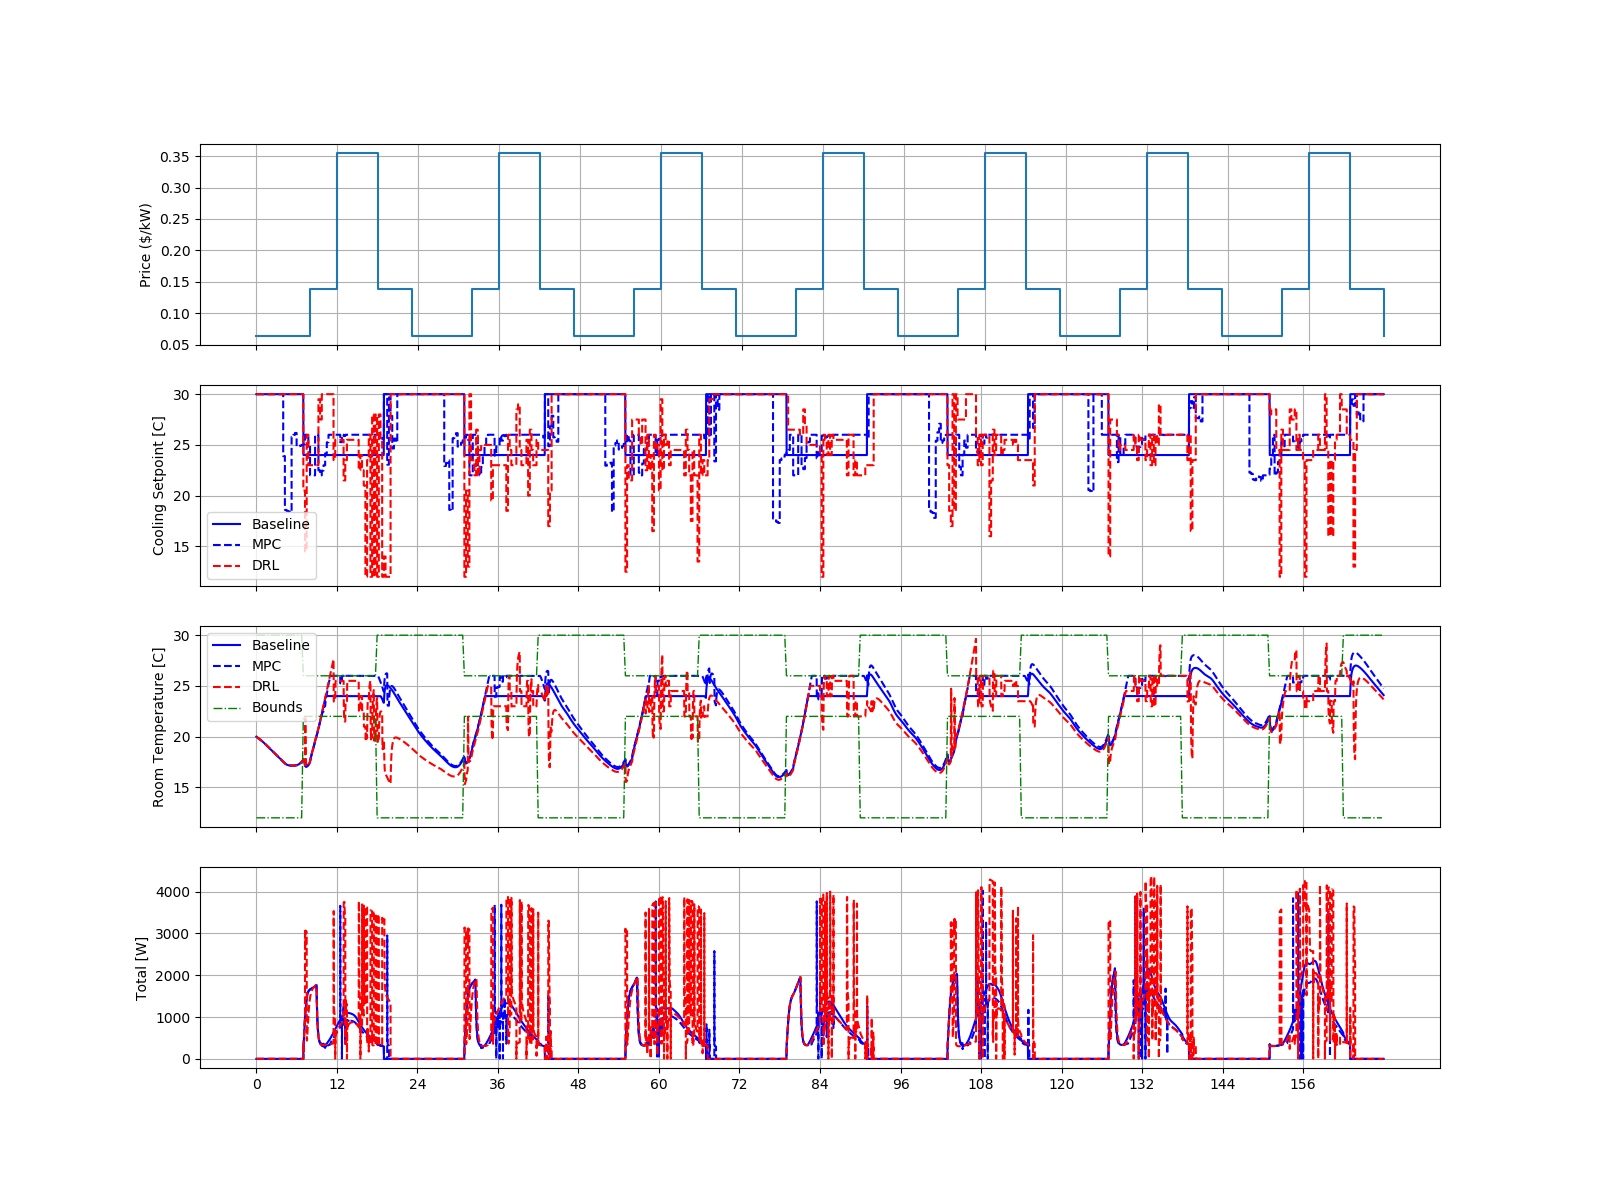 Price ($/kW)
0.35
0.30
0.25
0.20
0.15
0.10
0.05
Cooling Setpoint [C]
30
25
20
15
Baseline
MPC
DRL
Room Temperature [C]
30
25
20
15
Baseline
MPC
DRL
Bounds
Total [W]
4000
3000
2000
1000
0
0 12 24 36 48 60 72 84 96 108 120 132 144 156